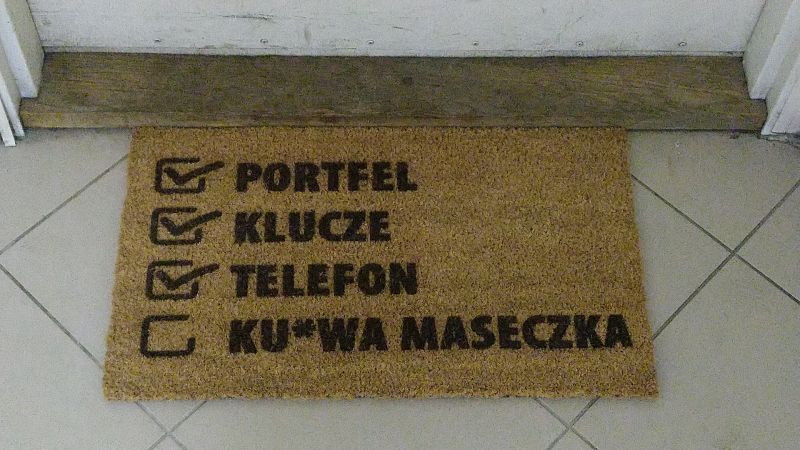 PORTFEL
KLUCZE
TELEFON
KU*WA MASECZKA